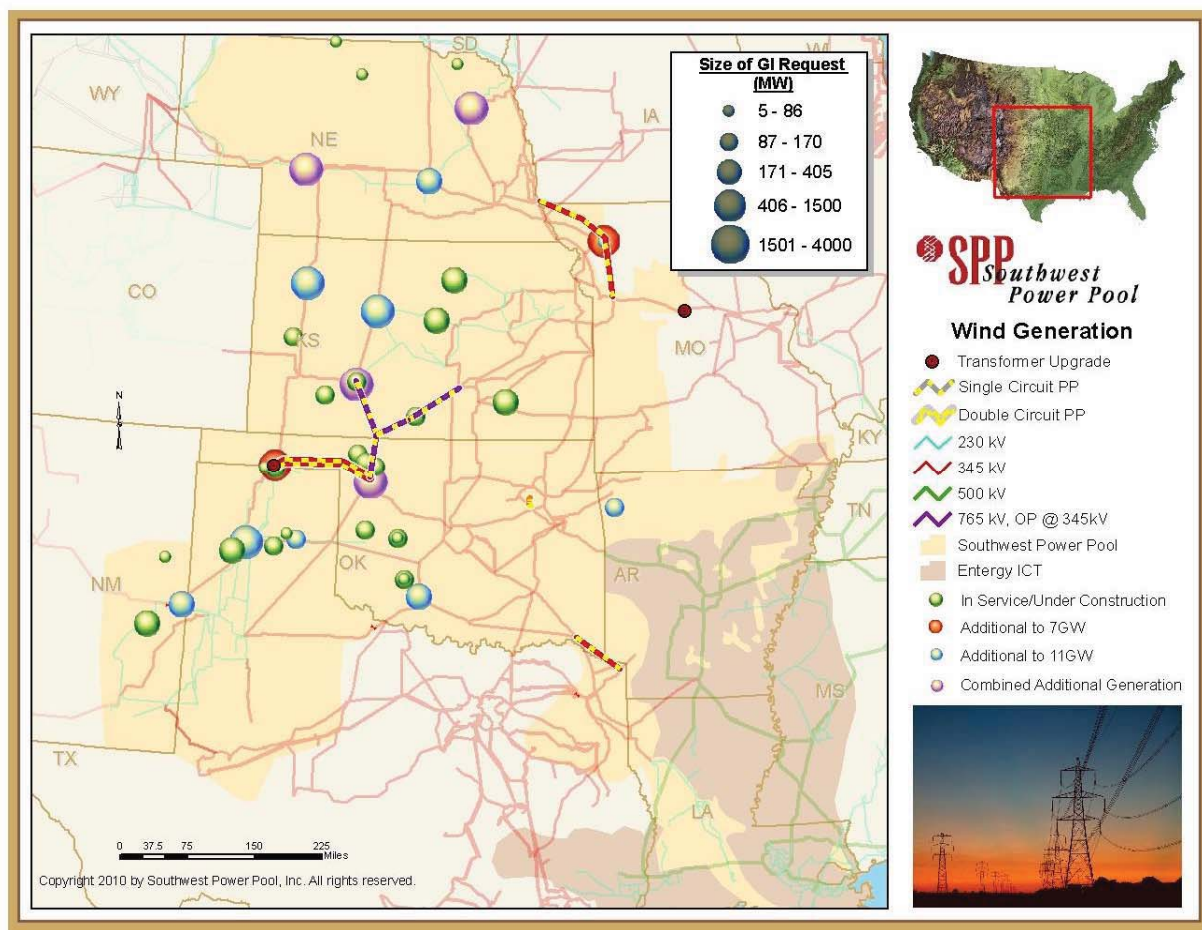 WY
SD
NE
IA
WI
CO
KS
MO
KY
NM
OK
AR
TN
MS
TX
LA
Size of GI Request
(MW)
5 - 86
87 - 170
171 - 405
406 - 1500
1501 - 4000
N
0 37.5 75 150 225
Miles
Copyright 2010 by Southwest Power Pool, Inc. All rights reserved.
SPP
Southwest
Power Pool
Wind Generation
Transformer Upgrade
Single Circuit PP
Double Circuit PP
230 kV
345 kV
500 kV
765 kV, OP @ 345kV
Southwest Power Pool
Entergy ICT
In Service/Under Construction
Additional to 7GW
Additional to 11GW
Combined Additional Generation